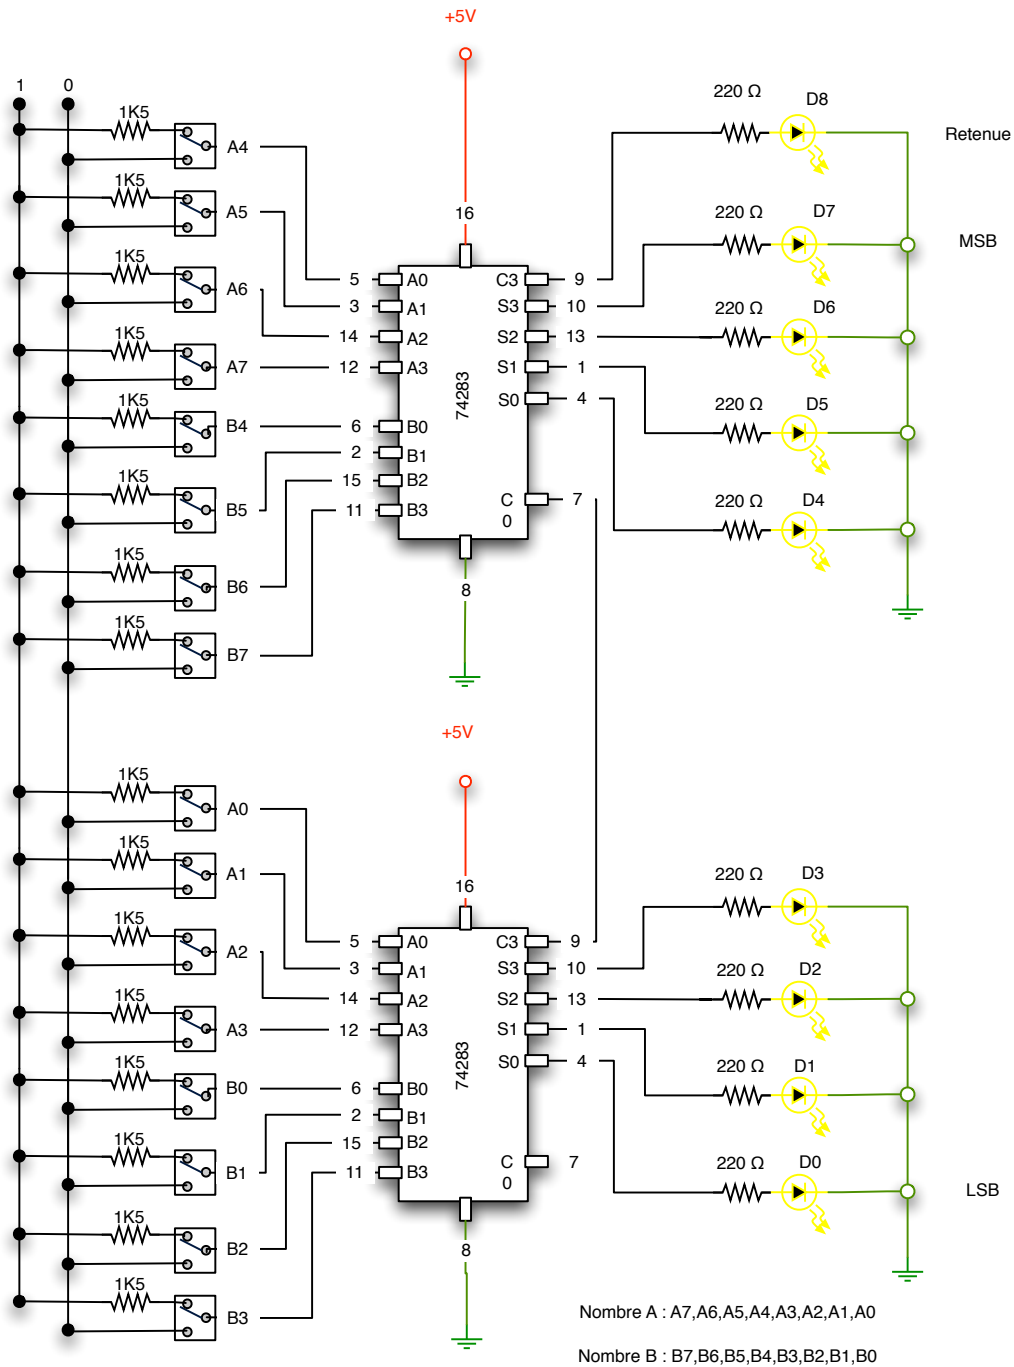 +5V
1 0
1K5
A4
1K5
A5
1K5
A6
1K5
A7
1K5
B4
1K5
B5
1K5
B6
1K5
B7
16
5 A0
3 A1
14 A2
12 A3
6 B0
2 B1
15 B2
11 B3
74283
C3 9
S3 10
S2 13
S1 1
S0 4
C 7
0
8
220 Ω D8
Retenue
220 Ω D7
MSB
220 Ω D6
220 Ω D5
220 Ω D4
+5V
1K5
A0
1K5
A1
1K5
A2
1K5
A3
1K5
B0
1K5
B1
1K5
B2
1K5
B3
16
5 A0
3 A1
14 A2
12 A3
6 B0
2 B1
15 B2
11 B3
74283
C3 9
S3 10
S2 13
S1 1
S0 4
C 7
0
8
220 Ω D3
220 Ω D2
220 Ω D1
220 Ω D0
LSB
Nombre A : A7,A6,A5,A4,A3,A2,A1,A0
Nombre B : B7,B6,B5,B4,B3,B2,B1,B0